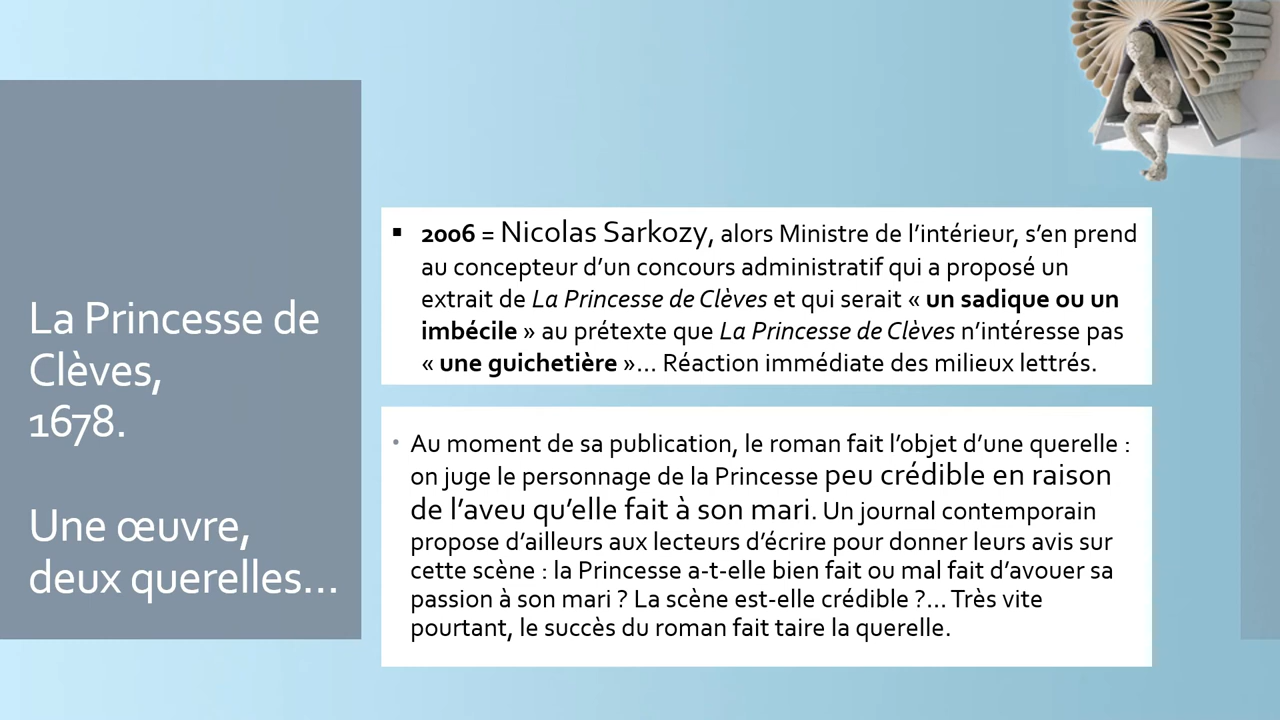 La Princesse de
Clèves,
1678.
Une œuvre,
deux querelles…
▪ 2006 = Nicolas Sarkozy, alors Ministre de l’intérieur, s’en prend
au concepteur d’un concours administratif qui a proposé un
extrait de La Princesse de Clèves et qui serait « un sadique ou un
imbécile » au prétexte que La Princesse de Clèves n’intéresse pas
« une guichetière »… Réaction immédiate des milieux lettrés.
• Au moment de sa publication, le roman fait l’objet d’une querelle :
on juge le personnage de la Princesse peu crédible en raison
de l’aveu qu’elle fait à son mari. Un journal contemporain
propose d’ailleurs aux lecteurs d’écrire pour donner leurs avis sur
cette scène : la Princesse a-t-elle bien fait ou mal fait d’avouer sa
passion à son mari ? La scène est-elle crédible ?… Très vite
pourtant, le succès du roman fait taire la querelle.